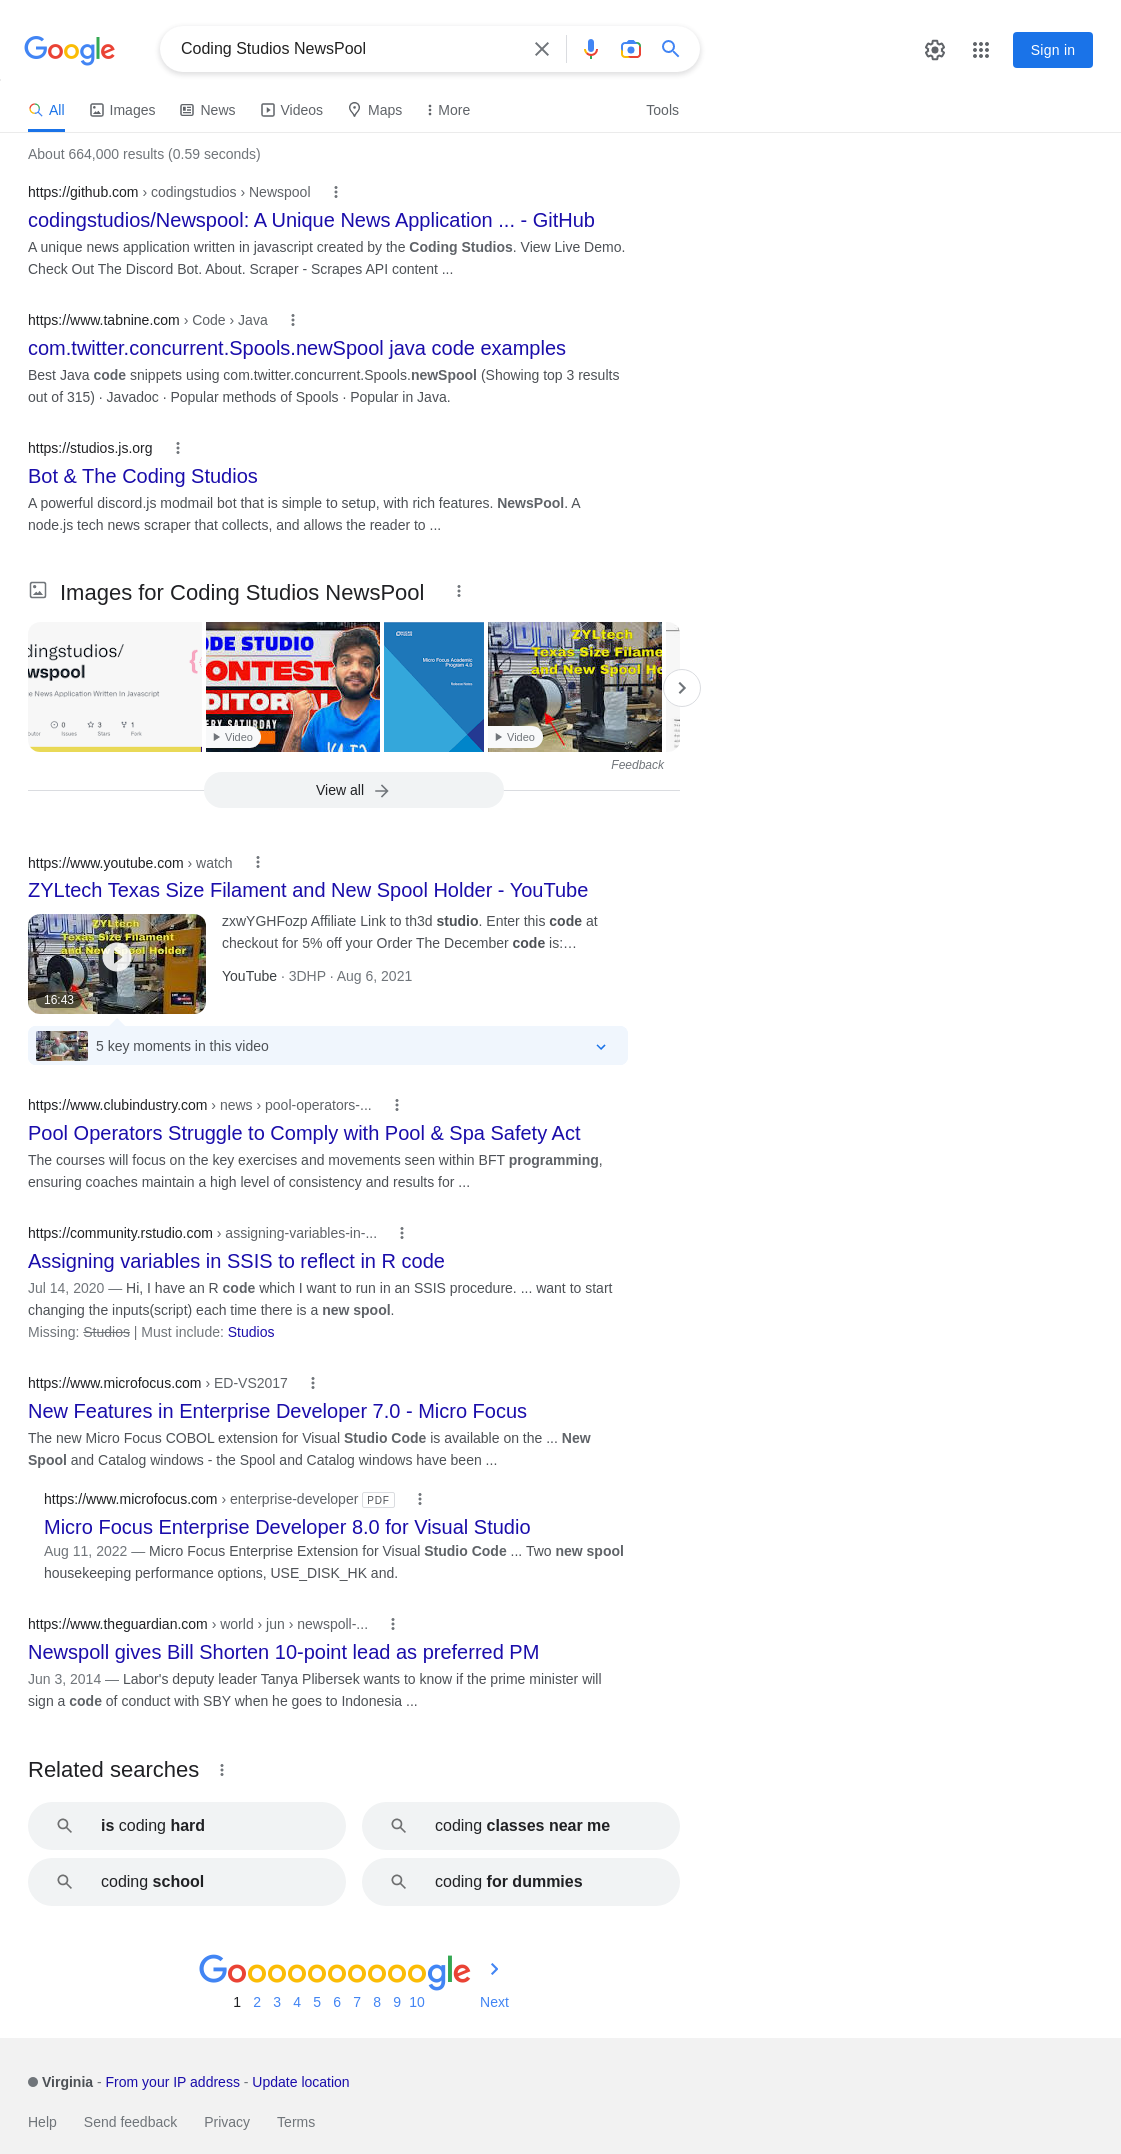 Google
Coding Studios NewsPool
Sign in
All
Images
News
Videos
Maps
More
Tools
About 664,000 results (0.59 seconds)
https://github.com › codingstudios › Newspool
codingstudios/Newspool: A Unique News Application ... - GitHub
A unique news application written in javascript created by the Coding Studios. View Live Demo.
Check Out The Discord Bot. About. Scraper - Scrapes API content ...
https://www.tabnine.com › Code › Java
com.twitter.concurrent.Spools.newSpool java code examples
Best Java code snippets using com.twitter.concurrent.Spools.newSpool (Showing top 3 results
out of 315) · Javadoc · Popular methods of Spools · Popular in Java.
https://studios.js.org
Bot & The Coding Studios
A powerful discord.js modmail bot that is simple to setup, with rich features. NewsPool. A
node.js tech news scraper that collects, and allows the reader to ...
Images for Coding Studios NewsPool
dingstudios/
wspool
e News Application Written In Javascript
0
3
1
Issues
Stars
Fork
ODE STUDIO
ONTEST
DITORIAL
ERY SATURDAY
Video
Micro Focus Academic
Program 4.0
Release Notes
ZYLtech
Texas Size Filame
and New Spool Ho
Video
Feedback
View all
https://www.youtube.com › watch
ZYLtech Texas Size Filament and New Spool Holder - YouTube
ZYLtech
Texas Size Filament
and New Spool Holder
16:43
zxwYGHFozp Affiliate Link to th3d studio. Enter this code at
checkout for 5% off your Order The December code is:…
YouTube · 3DHP · Aug 6, 2021
5 key moments in this video
https://www.clubindustry.com › news › pool-operators-...
Pool Operators Struggle to Comply with Pool & Spa Safety Act
The courses will focus on the key exercises and movements seen within BFT programming,
ensuring coaches maintain a high level of consistency and results for ...
https://community.rstudio.com › assigning-variables-in-...
Assigning variables in SSIS to reflect in R code
Jul 14, 2020 — Hi, I have an R code which I want to run in an SSIS procedure. ... want to start
changing the inputs(script) each time there is a new spool.
Missing: Studios | Must include: Studios
https://www.microfocus.com › ED-VS2017
New Features in Enterprise Developer 7.0 - Micro Focus
The new Micro Focus COBOL extension for Visual Studio Code is available on the ... New
Spool and Catalog windows - the Spool and Catalog windows have been ...
https://www.microfocus.com › enterprise-developer PDF
Micro Focus Enterprise Developer 8.0 for Visual Studio
Aug 11, 2022 — Micro Focus Enterprise Extension for Visual Studio Code ... Two new spool
housekeeping performance options, USE_DISK_HK and.
https://www.theguardian.com › world › jun › newspoll-...
Newspoll gives Bill Shorten 10-point lead as preferred PM
Jun 3, 2014 — Labor's deputy leader Tanya Plibersek wants to know if the prime minister will
sign a code of conduct with SBY when he goes to Indonesia ...
Related searches
is coding hard
coding classes near me
coding school
coding for dummies
Goooooooooogle
1 2 3 4 5 6 7 8 9 10 Next
Virginia - From your IP address - Update location
Help
Send feedback
Privacy
Terms